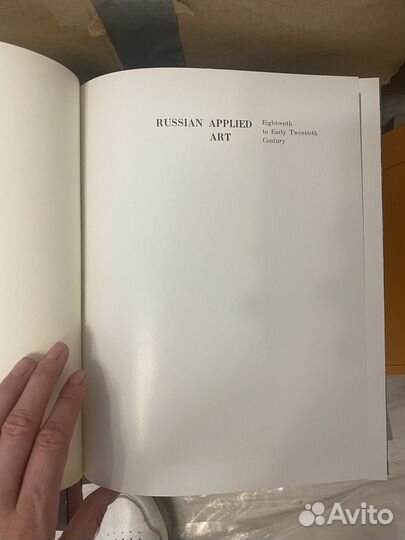 RUSSIAN APPLIED
ART
Eighteenth
to Early Twentieth
Century
Avito